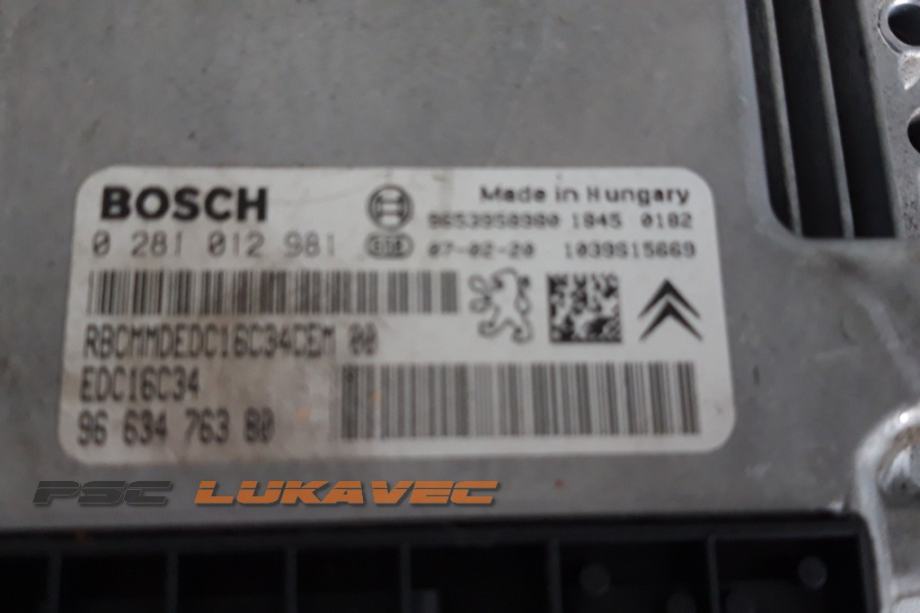 BOSCH
Made in Hungary
9653958980 1845 0182
0 281 012 981
07-02-20 1039S15669
RBCMMDEDC16C34CEM 00
EDC16C34
96 634 763 80
PSC LUKAVEC